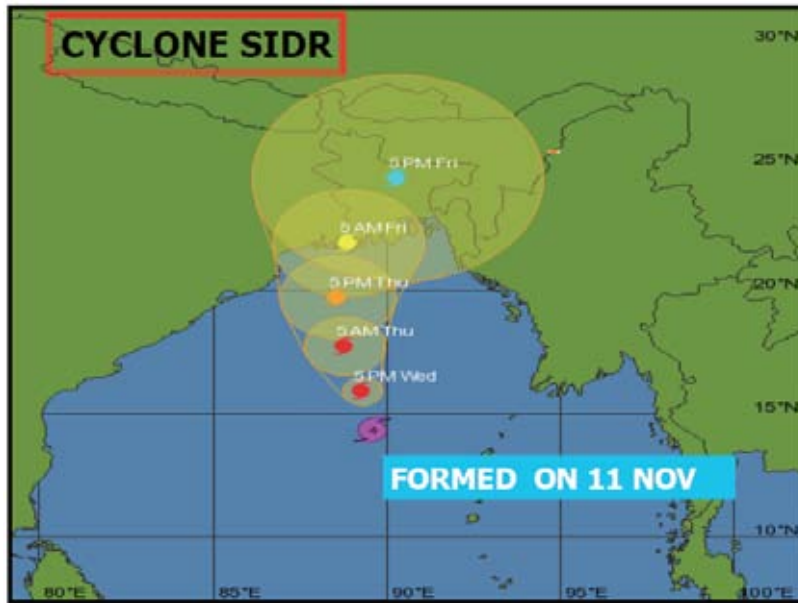 CYCLONE SIDR
30°N
5 PM Fri
25°N
5 AM Fri
5 PM Thu
20°N
5 AM Thu
5 PM Wed
15°N
FORMED ON 11 NOV
10°N
80°E 85°E 90°E 95°E 100°E